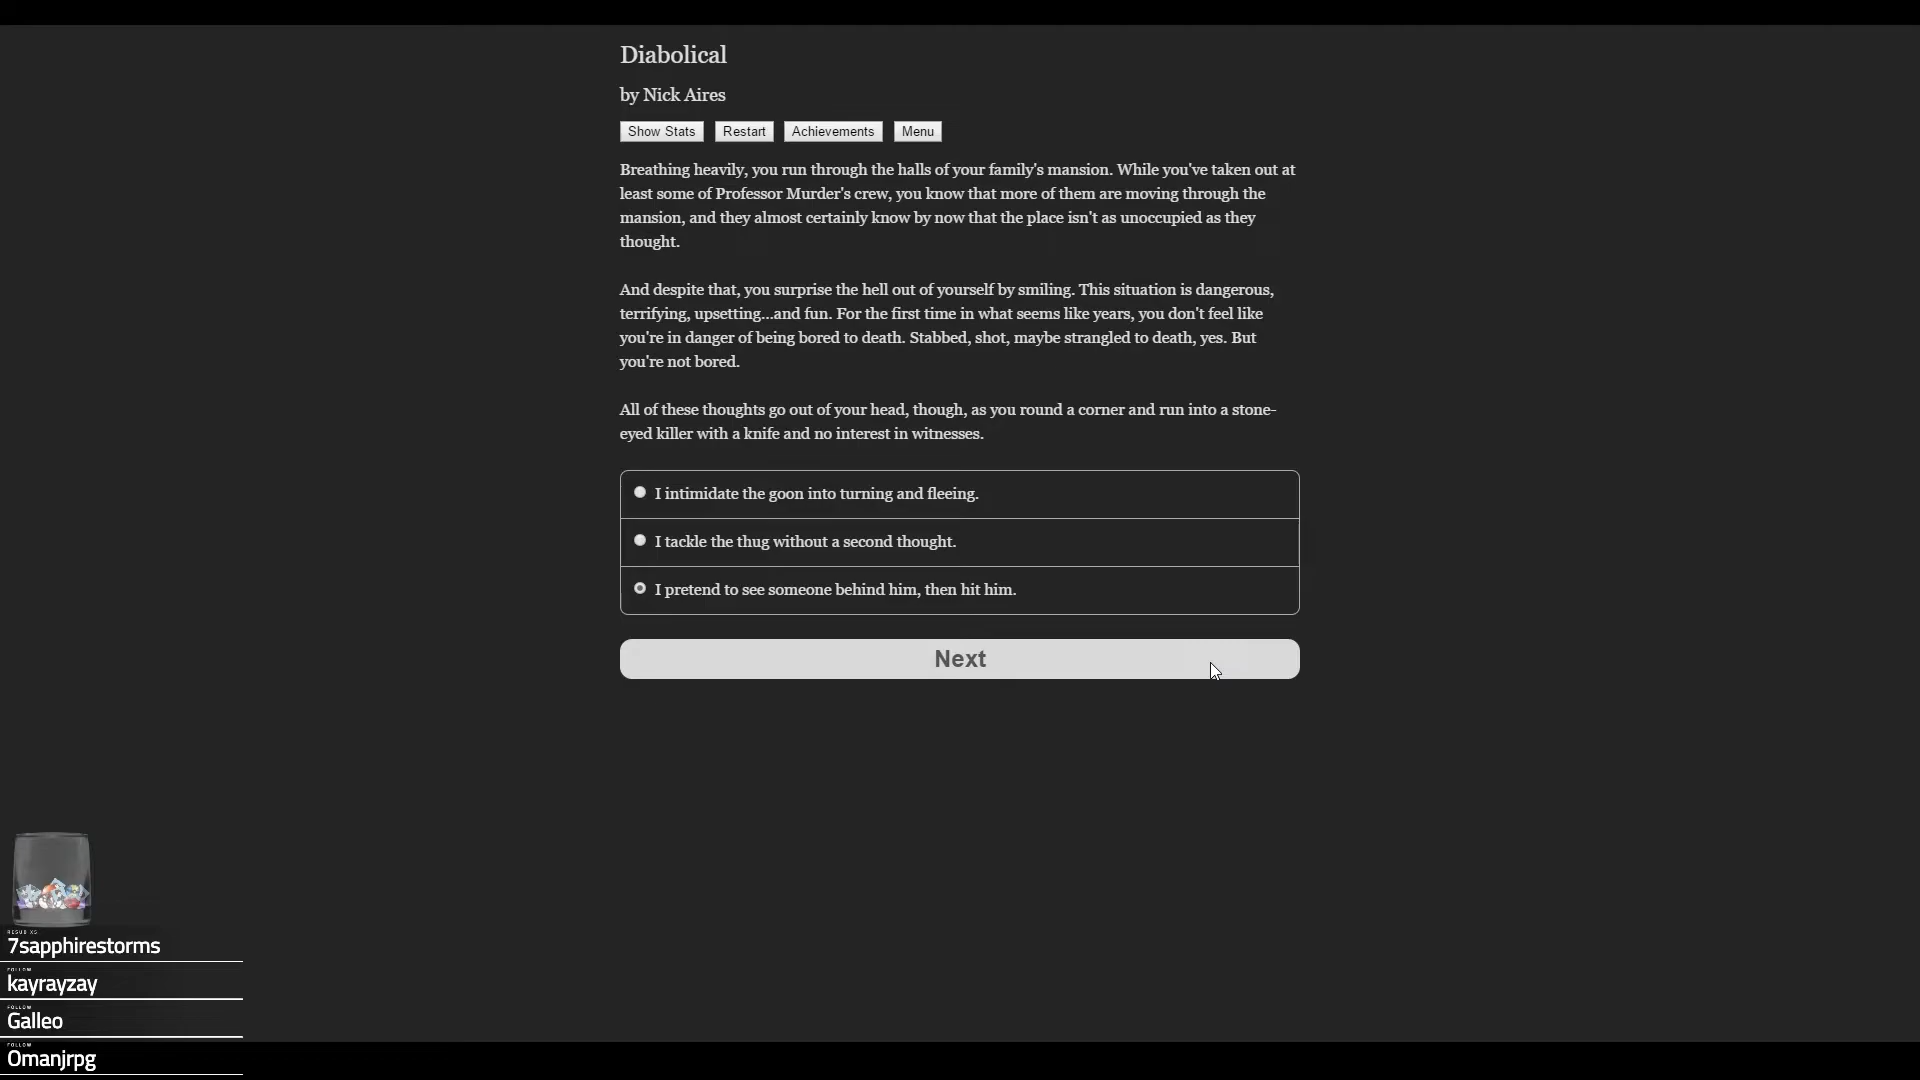 Diabolical
by Nick Aires
Show Stats Restart Achievements Menu
Breathing heavily, you run through the halls of your family's mansion. While you've taken out at
least some of Professor Murder's crew, you know that more of them are moving through the
mansion, and they almost certainly know by now that the place isn't as unoccupied as they
thought.
And despite that, you surprise the hell out of yourself by smiling. This situation is dangerous,
terrifying, upsetting...and fun. For the first time in what seems like years, you don't feel like
you're in danger of being bored to death. Stabbed, shot, maybe strangled to death, yes. But
you're not bored.
All of these thoughts go out of your head, though, as you round a corner and run into a stone-
eyed killer with a knife and no interest in witnesses.
I intimidate the goon into turning and fleeing.
I tackle the thug without a second thought.
I pretend to see someone behind him, then hit him.
Next
RESUB X5
7sapphirestorms
FOLLOW
kayrayzay
FOLLOW
Galleo
FOLLOW
Omanjrpg